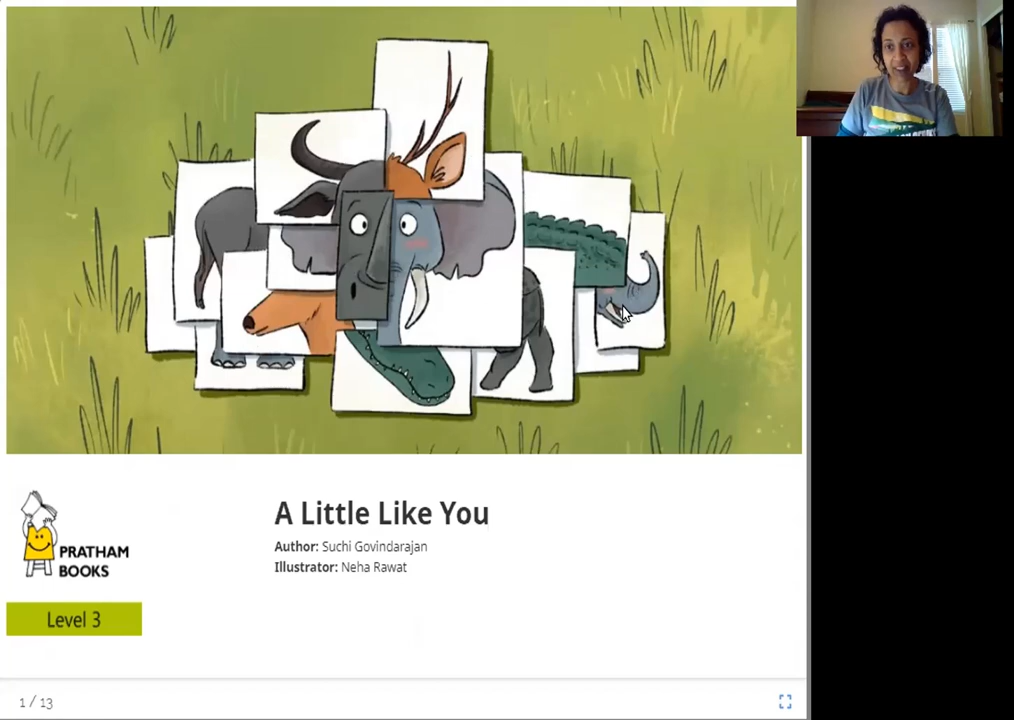 A Little Like You
Author: Suchi Govindarajan
Illustrator: Neha Rawat
PRATHAM
BOOKS
Level 3
1 / 13